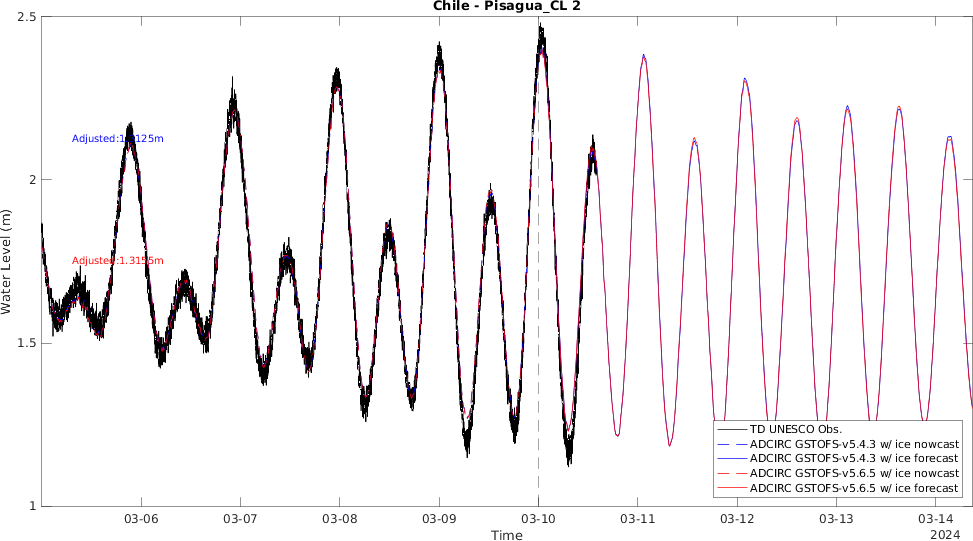 Chile - Pisagua_CL 2
2.5
2
1.5
1
Water Level (m)
Adjusted:1.3155m
03-06
03-07
03-08
03-09
03-10
03-11
03-12
03-13
03-14
2024
Time
TD UNESCO Obs.
ADCIRC GSTOFS-v5.4.3 w/ ice nowcast
ADCIRC GSTOFS-v5.4.3 w/ ice forecast
ADCIRC GSTOFS-v5.6.5 w/ ice nowcast
ADCIRC GSTOFS-v5.6.5 w/ ice forecast